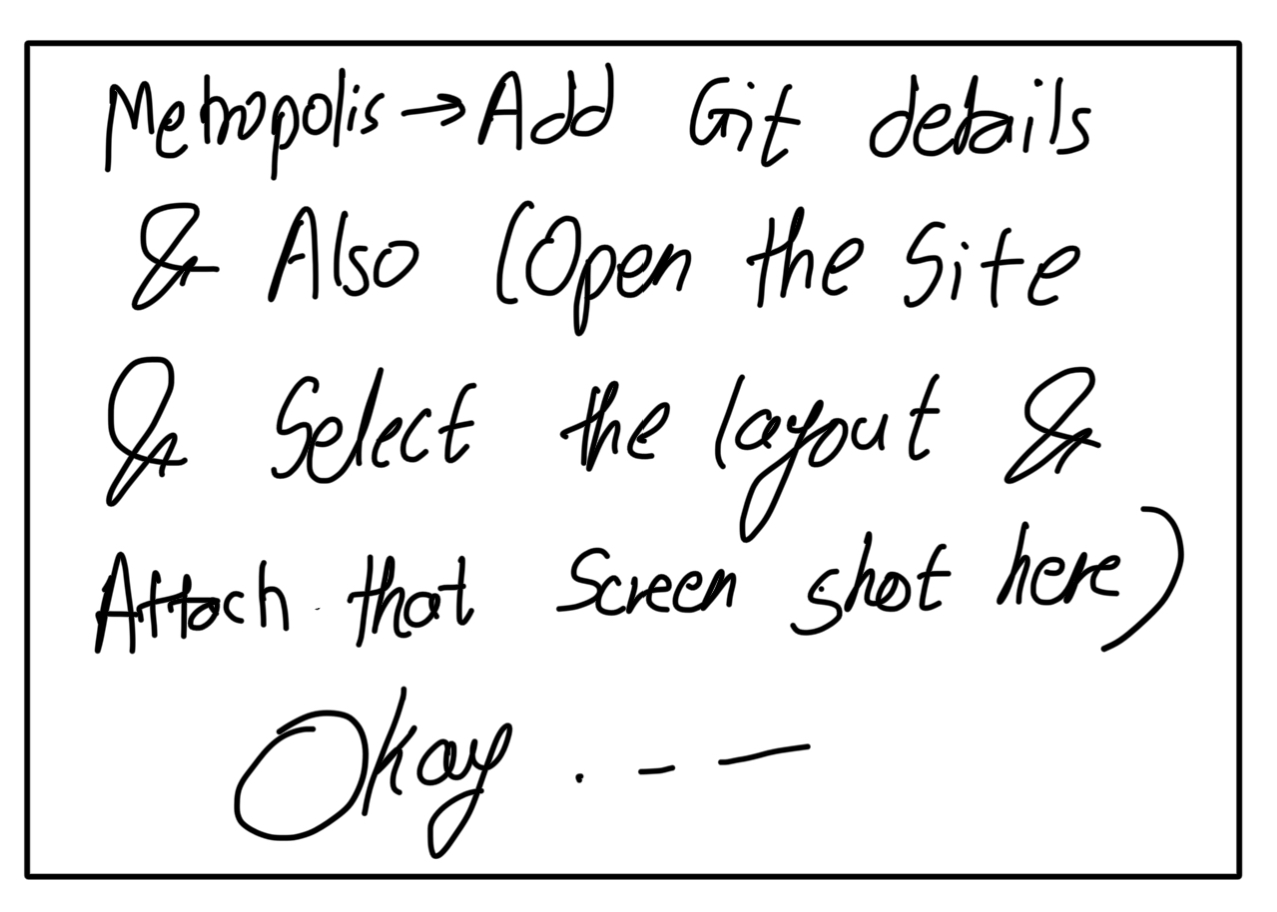 Metropolis → Add Git details
& Also (Open the Site
& Select the layout &
Attach that Screen shot here)
Okay . - —